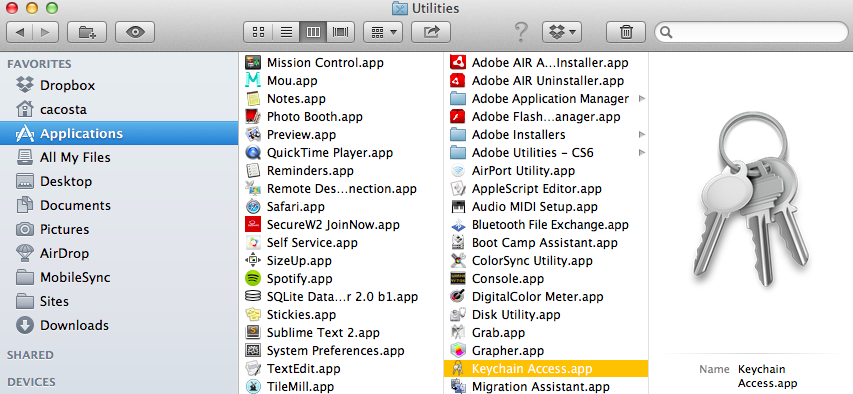 Utilities
FAVORITES
Dropbox
cacosta
Applications
All My Files
Desktop
Documents
Pictures
AirDrop
MobileSync
Sites
Downloads
SHARED
DEVICES
Mission Control.app
Mou.app
Notes.app
Photo Booth.app
Preview.app
QuickTime Player.app
Reminders.app
Remote Des...nection.app
Safari.app
SecureW2 JoinNow.app
Self Service.app
SizeUp.app
Spotify.app
SQLite Data...r 2.0 b1.app
Stickies.app
Sublime Text 2.app
System Preferences.app
TextEdit.app
TileMill.app
Adobe AIR A...Installer.app
Adobe AIR Uninstaller.app
Adobe Application Manager
Adobe Flash...anager.app
Adobe Installers
Adobe Utilities - CS6
AirPort Utility.app
AppleScript Editor.app
Audio MIDI Setup.app
Bluetooth File Exchange.app
Boot Camp Assistant.app
ColorSync Utility.app
Console.app
DigitalColor Meter.app
Disk Utility.app
Grab.app
Grapher.app
Keychain Access.app
Migration Assistant.app
Name Keychain
Access.app